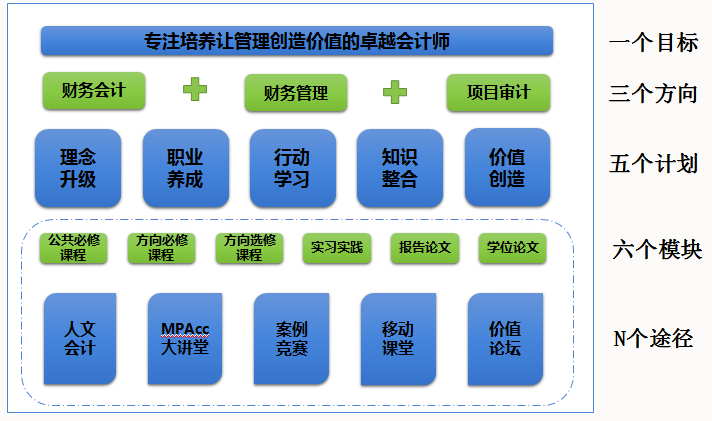 专注培养让管理创造价值的卓越会计师
一个目标
财务会计
财务管理
项目审计
三个方向
理念
升级
职业
养成
行动
学习
知识
整合
价值
创造
五个计划
公共必修
课程
方向必修
课程
方向选修
课程
实习实践
报告论文
学位论文
六个模块
人文
会计
MPAcc
大讲堂
案例
竞赛
移动
课堂
价值
论坛
N个途径